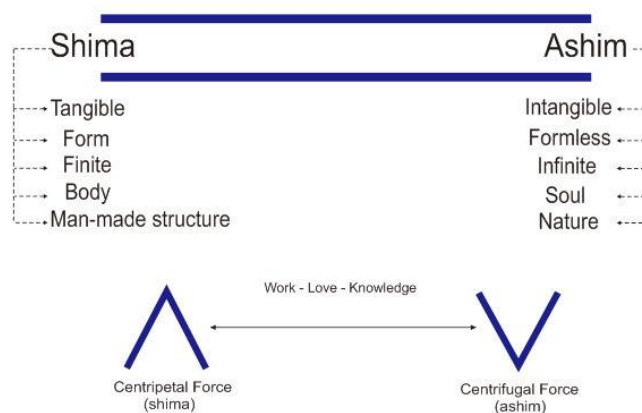 Shima Ashim
Tangible Intangible
Form Formless
Finite Infinite
Body Soul
Man-made structure Nature
Work - Love - Knowledge
Centripetal Force Centrifugal Force
(shima) (ashim)